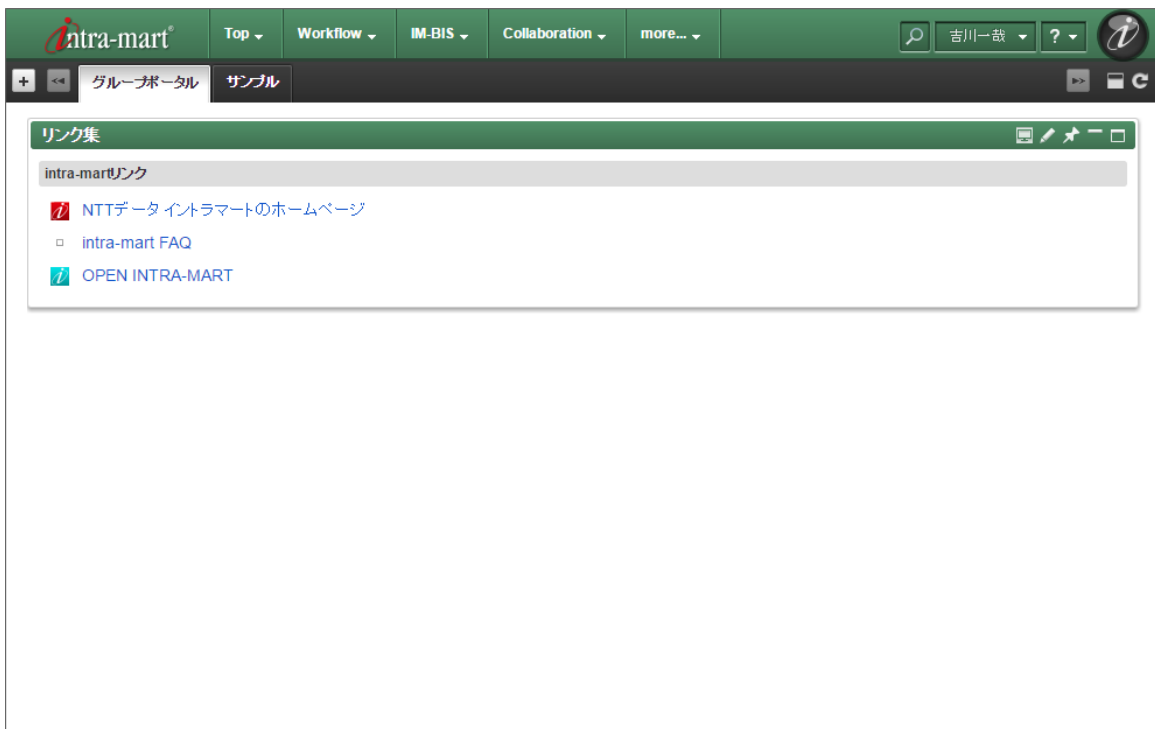 intra-mart® Top Workflow IM-BIS Collaboration more... 吉川一哉 ?
+ << グループポータル サンプル >>
リンク集
intra-martリンク
NTTデータ イントラマートのホームページ
intra-mart FAQ
OPEN INTRA-MART